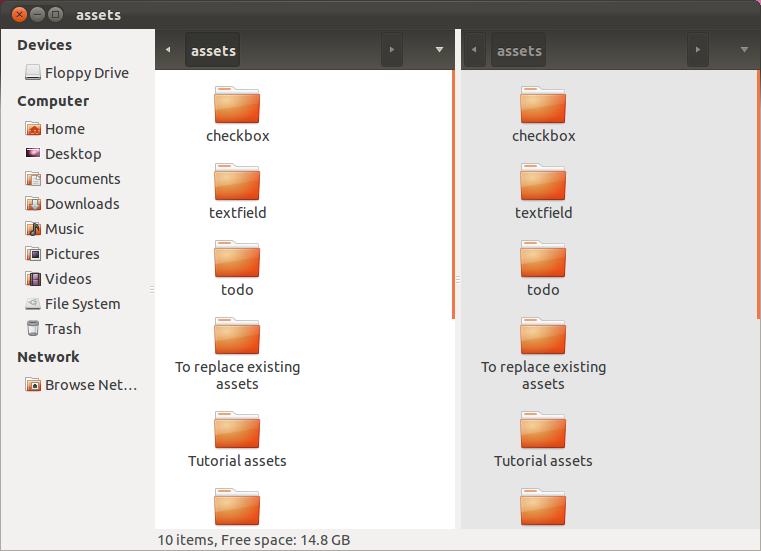 assets
Devices
Floppy Drive
Computer
Home
Desktop
Documents
Downloads
Music
Pictures
Videos
File System
Trash
Network
Browse Net…
assets
checkbox
textfield
todo
To replace existing
assets
Tutorial assets
assets
checkbox
textfield
todo
To replace existing
assets
Tutorial assets
10 items, Free space: 14.8 GB